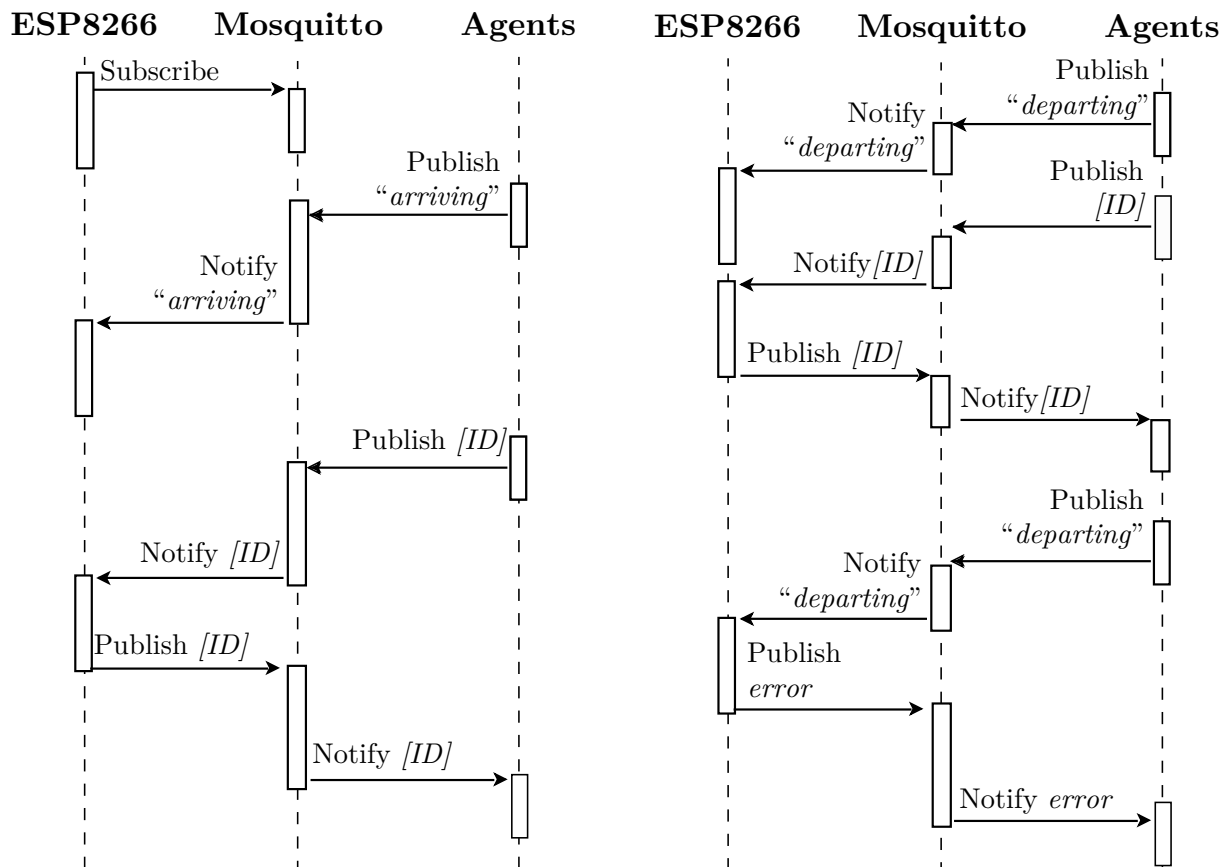 ESP8266 Mosquitto Agents
Subscribe
Publish
“arriving”
Notify
“arriving”
Publish [ID]
Notify [ID]
Publish [ID]
Notify [ID]
ESP8266 Mosquitto Agents
Publish
“departing”
Notify
“departing”
Publish
[ID]
Notify[ID]
Publish [ID]
Notify[ID]
Publish
“departing”
Notify
“departing”
Publish
error
Notify error